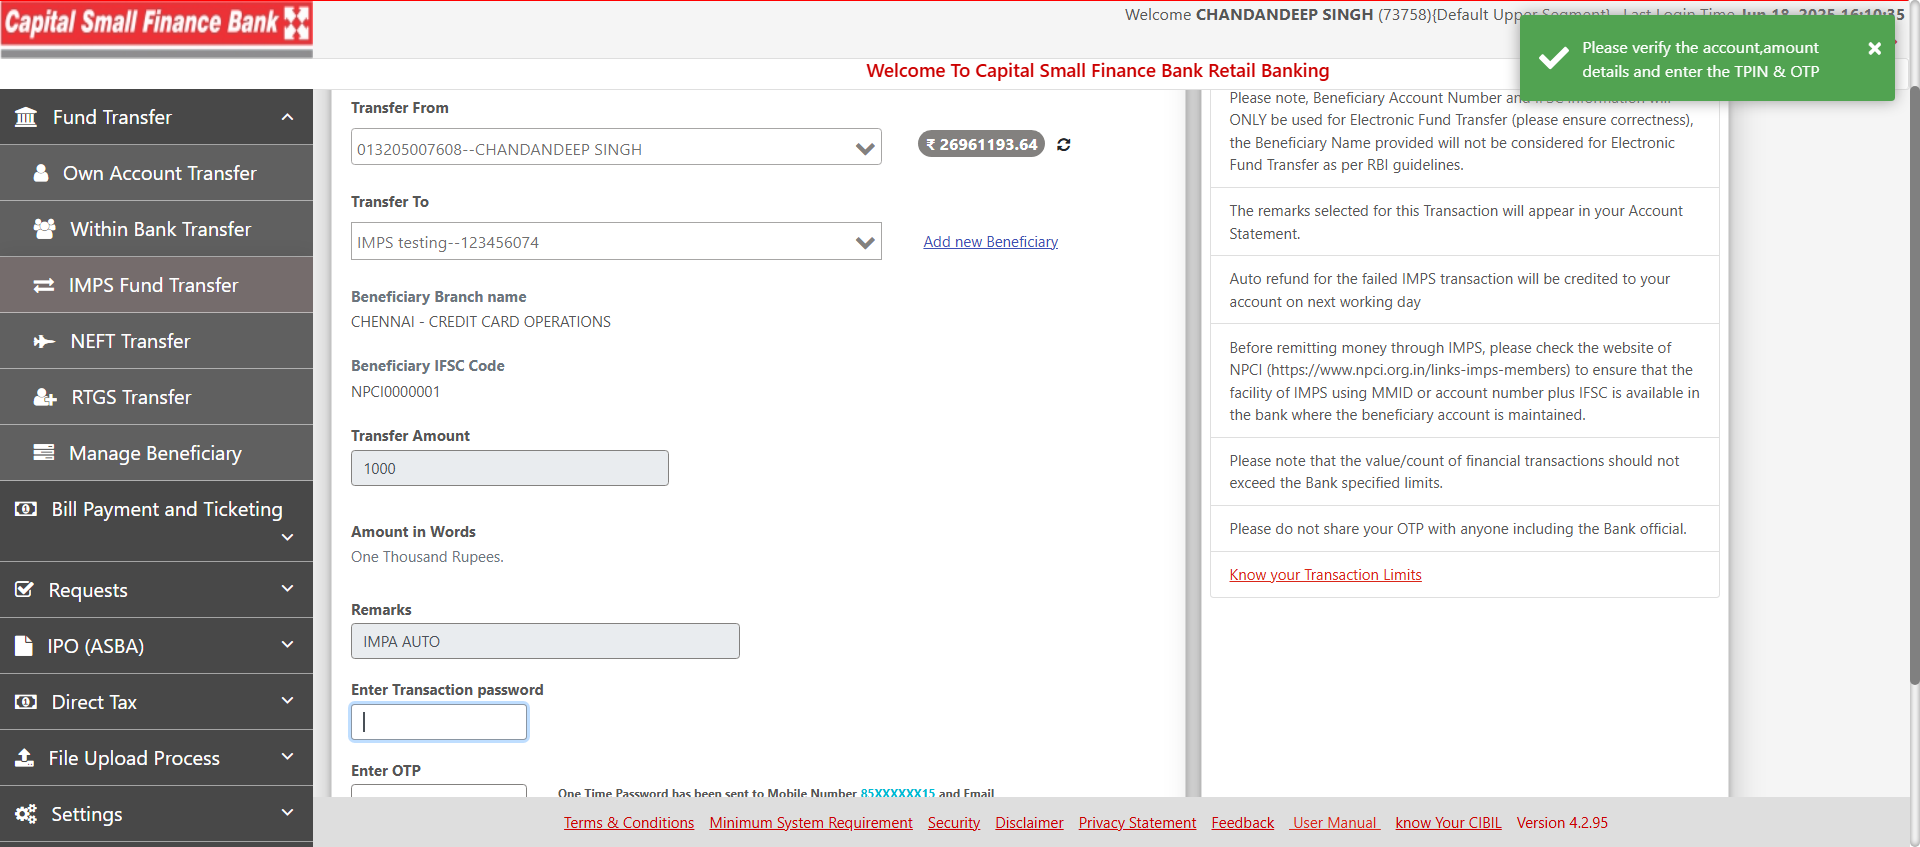 Capital Small Finance Bank
Welcome CHANDANDEEP SINGH (73758){Default Upper Segment} Last Login Time Jun 18, 2025 16:10:35
Please verify the account,amount
details and enter the TPIN & OTP
Welcome To Capital Small Finance Bank Retail Banking
Fund Transfer
Own Account Transfer
Within Bank Transfer
IMPS Fund Transfer
NEFT Transfer
RTGS Transfer
Manage Beneficiary
Bill Payment and Ticketing
Requests
IPO (ASBA)
Direct Tax
File Upload Process
Settings
Transfer From
013205007608--CHANDANDEEP SINGH
₹ 26961193.64
Transfer To
IMPS testing--123456074
Add new Beneficiary
Beneficiary Branch name
CHENNAI - CREDIT CARD OPERATIONS
Beneficiary IFSC Code
NPCI0000001
Transfer Amount
1000
Amount in Words
One Thousand Rupees.
Remarks
IMPA AUTO
Enter Transaction password
Enter OTP
One Time Password has been sent to Mobile Number 85XXXXXX15 and Email
Please note, Beneficiary Account Number and IFSC information will
ONLY be used for Electronic Fund Transfer (please ensure correctness),
the Beneficiary Name provided will not be considered for Electronic
Fund Transfer as per RBI guidelines.
The remarks selected for this Transaction will appear in your Account
Statement.
Auto refund for the failed IMPS transaction will be credited to your
account on next working day
Before remitting money through IMPS, please check the website of
NPCI (https://www.npci.org.in/links-imps-members) to ensure that the
facility of IMPS using MMID or account number plus IFSC is available in
the bank where the beneficiary account is maintained.
Please note that the value/count of financial transactions should not
exceed the Bank specified limits.
Please do not share your OTP with anyone including the Bank official.
Know your Transaction Limits
Terms & Conditions Minimum System Requirement Security Disclaimer Privacy Statement Feedback User Manual know Your CIBIL Version 4.2.95